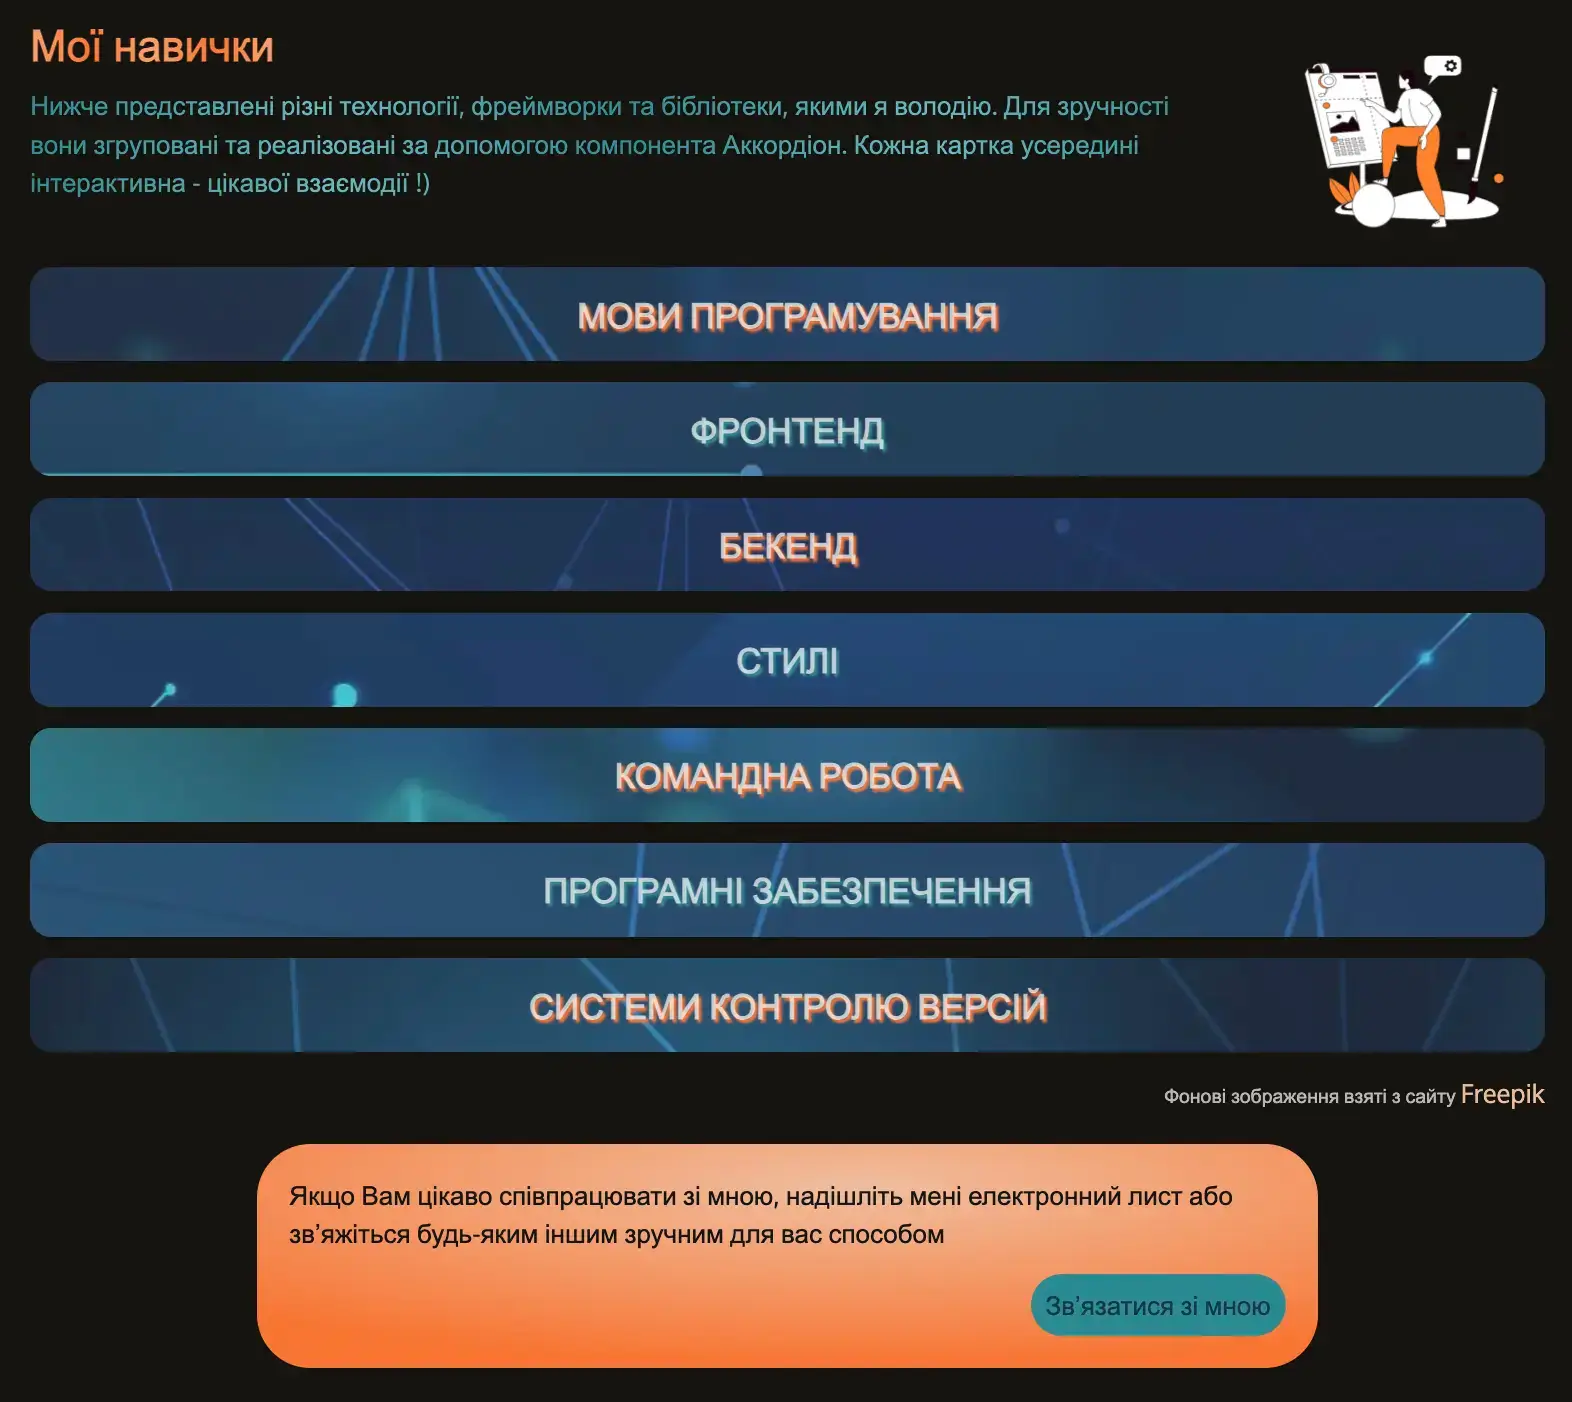 Мої навички
Нижче представлені різні технології, фреймворки та бібліотеки, якими я володію. Для зручності
вони згруповані та реалізовані за допомогою компонента Аккордіон. Кожна картка усередині
інтерактивна - цікавої взаємодії !)
МОВИ ПРОГРАМУВАННЯ
ФРОНТЕНД
БЕКЕНД
СТИЛІ
КОМАНДНА РОБОТА
ПРОГРАМНІ ЗАБЕЗПЕЧЕННЯ
СИСТЕМИ КОНТРОЛЮ ВЕРСІЙ
Фонові зображення взяті з сайту Freepik
Якщо Вам цікаво співпрацювати зі мною, надішліть мені електронний лист або
зв’яжіться будь-яким іншим зручним для вас способом
Зв’язатися зі мною